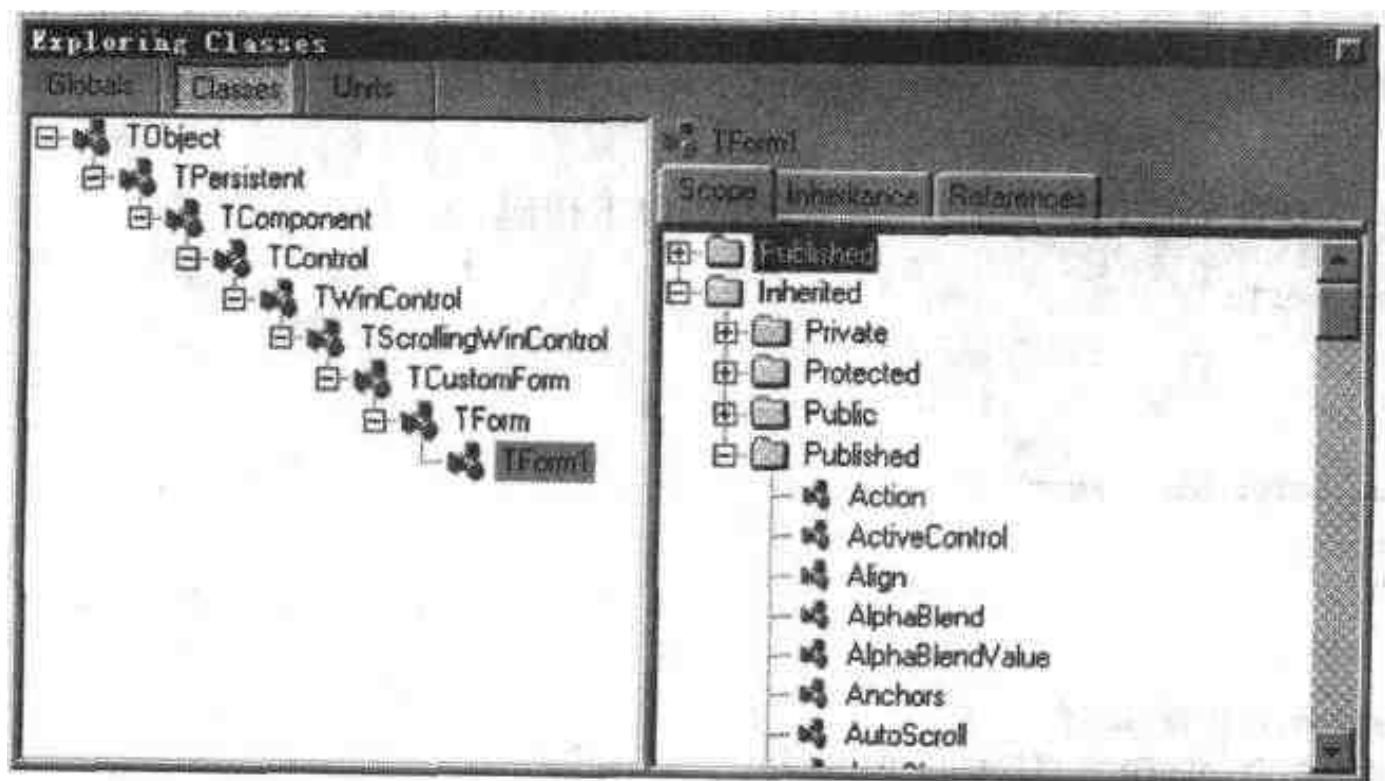 Exploring Classes
Globals Classes Units
TObject
TPersistent
TComponent
TControl
TWinControl
TScrollingWinControl
TCustomForm
TForm
TForm1
TForm1
Scope Inheritance References
Published
Inherited
Private
Protected
Public
Published
Action
ActiveControl
Align
AlphaBlend
AlphaBlendValue
Anchors
AutoScroll